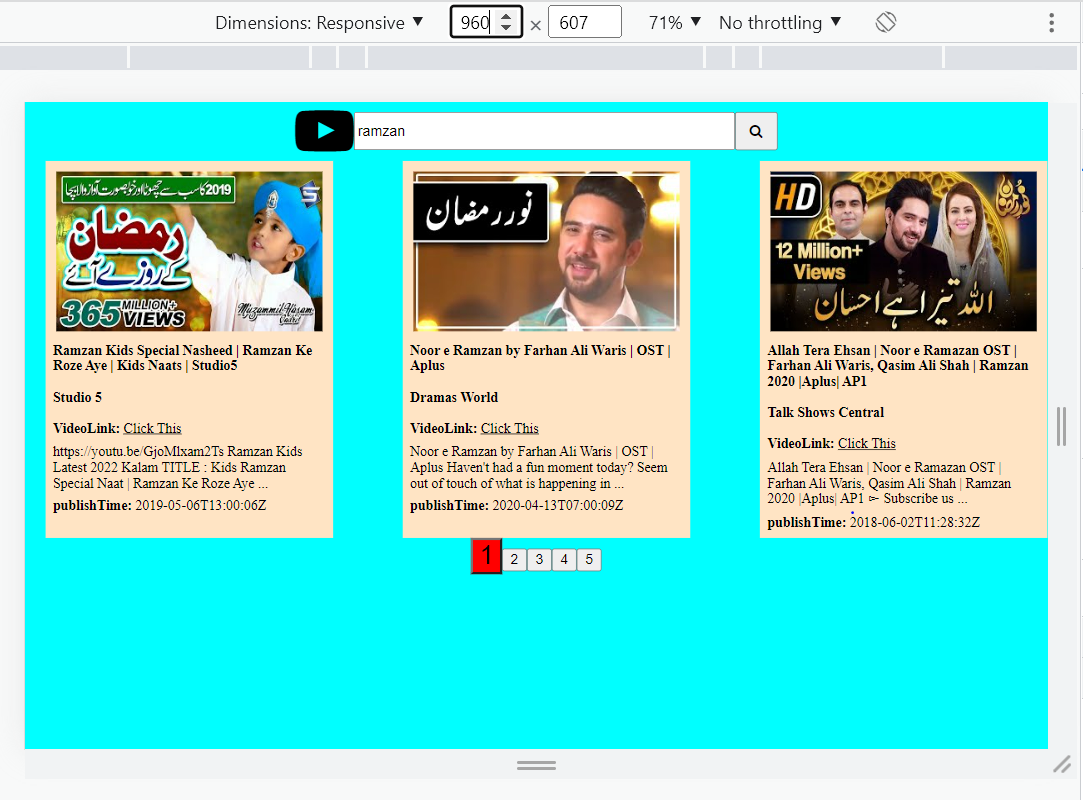 Dimensions: Responsive ▼ 960 × 607 71% ▼ No throttling ▼
ramzan
2019 کا سب سے چھوٹا اور خوبصورت آواز والا بچا
رمضان
کے روزے آئے
365 MILLION+ VIEWS
Muzammil Hasam
Qadri
نور رمضان
HD
نور رمضان
12 Million+
Views
اللہ تیرا ہے احسان
Ramzan Kids Special Nasheed | Ramzan Ke
Roze Aye | Kids Naats | Studio5
Studio 5
VideoLink: Click This
https://youtu.be/GjoMlxam2Ts Ramzan Kids
Latest 2022 Kalam TITLE : Kids Ramzan
Special Naat | Ramzan Ke Roze Aye ...
publishTime: 2019-05-06T13:00:06Z
Noor e Ramzan by Farhan Ali Waris | OST |
Aplus
Dramas World
VideoLink: Click This
Noor e Ramzan by Farhan Ali Waris | OST |
Aplus Haven't had a fun moment today? Seem
out of touch of what is happening in ...
publishTime: 2020-04-13T07:00:09Z
Allah Tera Ehsan | Noor e Ramazan OST |
Farhan Ali Waris, Qasim Ali Shah | Ramzan
2020 |Aplus| AP1
Talk Shows Central
VideoLink: Click This
Allah Tera Ehsan | Noor e Ramazan OST |
Farhan Ali Waris, Qasim Ali Shah | Ramzan
2020 |Aplus| AP1 ➳ Subscribe us ...
publishTime: 2018-06-02T11:28:32Z
1 2 3 4 5